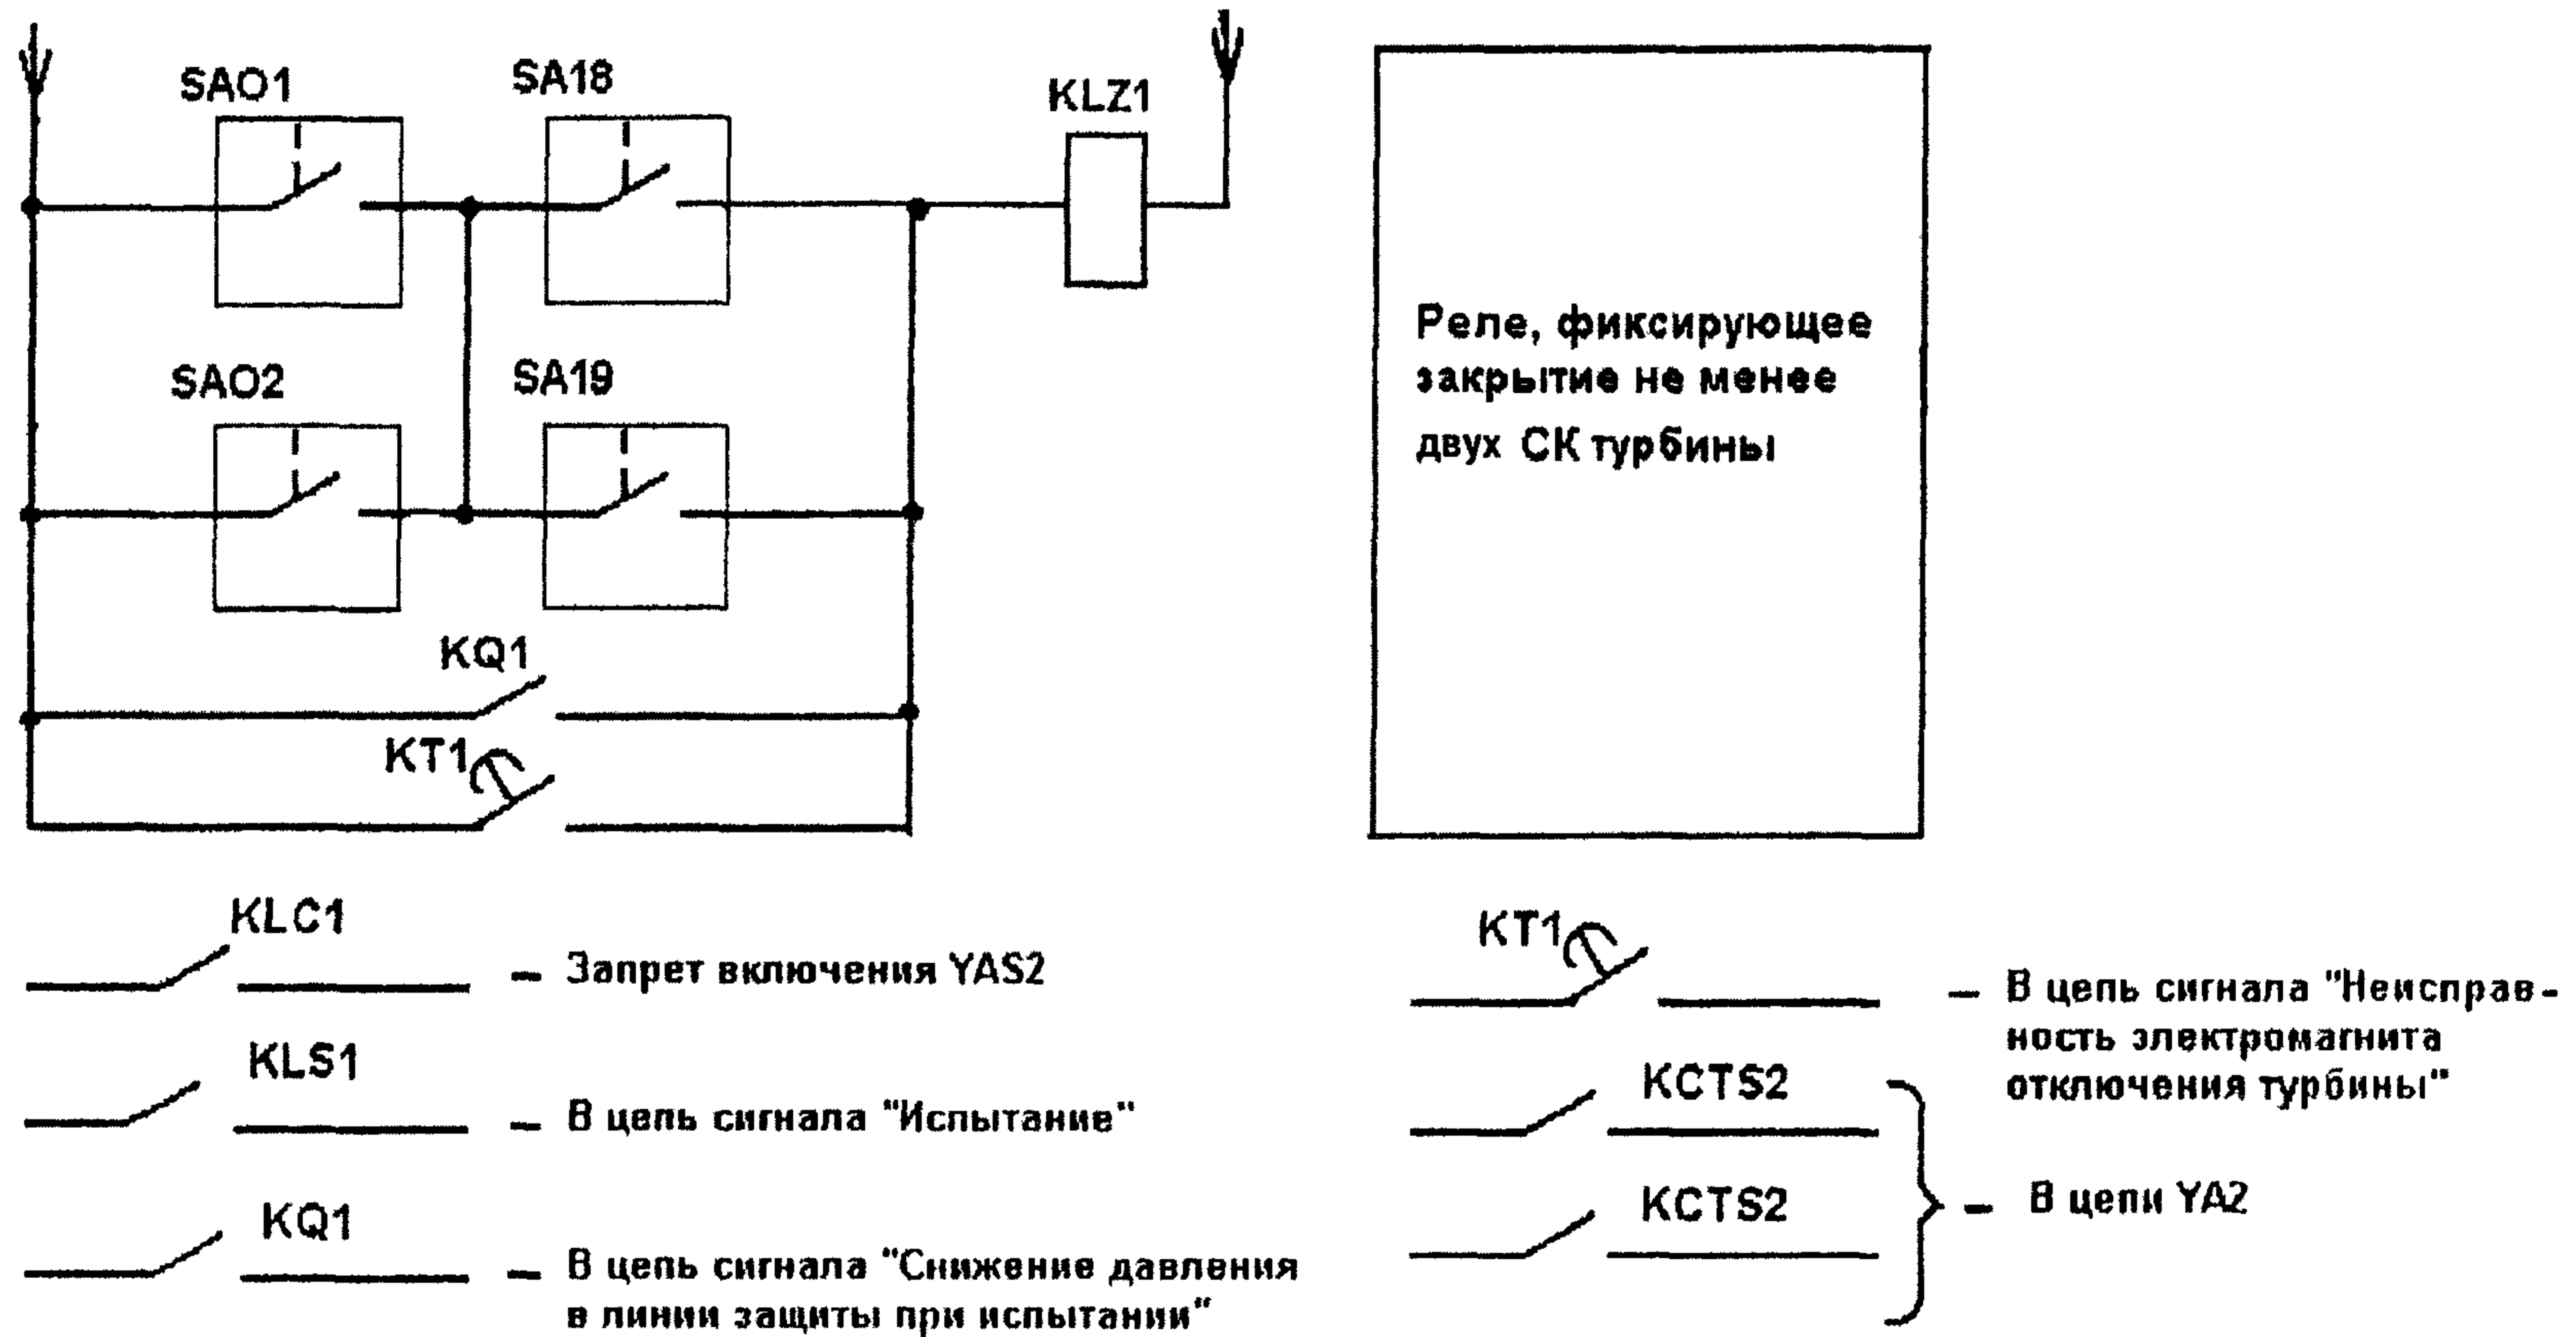 SAO1
SA18
KLZ1
SAO2
SA19
KQ1
KT1
Реле, фиксирующее
закрытие не менее
двух СК турбины
KLC1
– Запрет включения YAS2
KLS1
– В цепь сигнала "Испытание"
KQ1
– В цепь сигнала "Снижение давления
в линии защиты при испытании"
KT1
– В цепь сигнала "Неисправ-
ность электромагнита
отключения турбины"
KCTS2
KCTS2
– В цепи YA2